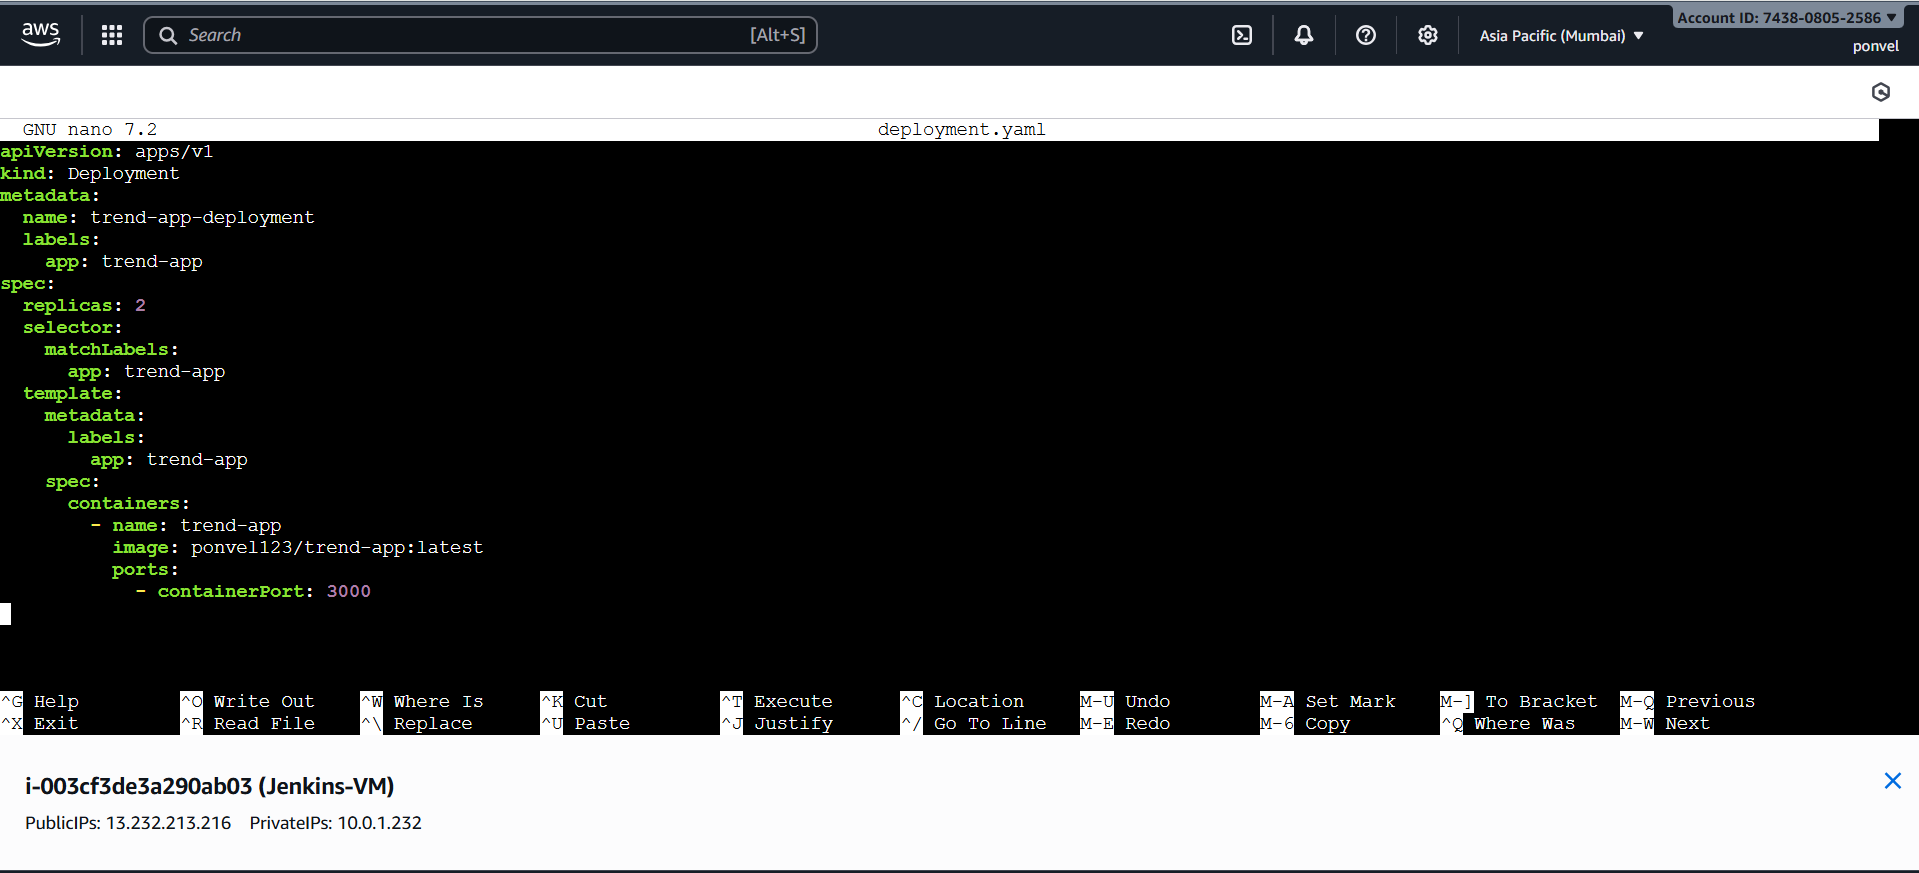 aws
Search [Alt+S]
Asia Pacific (Mumbai)
Account ID: 7438-0805-2586
ponvel
GNU nano 7.2 deployment.yaml
apiVersion: apps/v1
kind: Deployment
metadata:
  name: trend-app-deployment
  labels:
    app: trend-app
spec:
  replicas: 2
  selector:
    matchLabels:
      app: trend-app
  template:
    metadata:
      labels:
        app: trend-app
    spec:
      containers:
        - name: trend-app
          image: ponvel123/trend-app:latest
          ports:
            - containerPort: 3000
^G Help ^O Write Out ^W Where Is ^K Cut ^T Execute ^C Location M-U Undo M-A Set Mark M-] To Bracket M-Q Previous
^X Exit ^R Read File ^\ Replace ^U Paste ^J Justify ^/ Go To Line M-E Redo M-6 Copy ^Q Where Was M-W Next
i-003cf3de3a290ab03 (Jenkins-VM)
PublicIPs: 13.232.213.216 PrivateIPs: 10.0.1.232